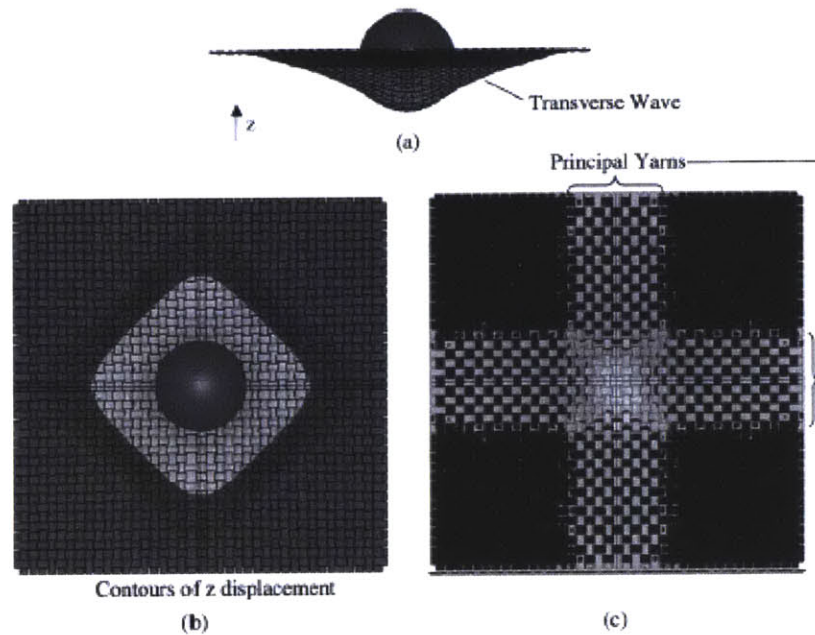 Transverse Wave
z
(a)
Principal Yarns
Contours of z displacement
(b)
(c)